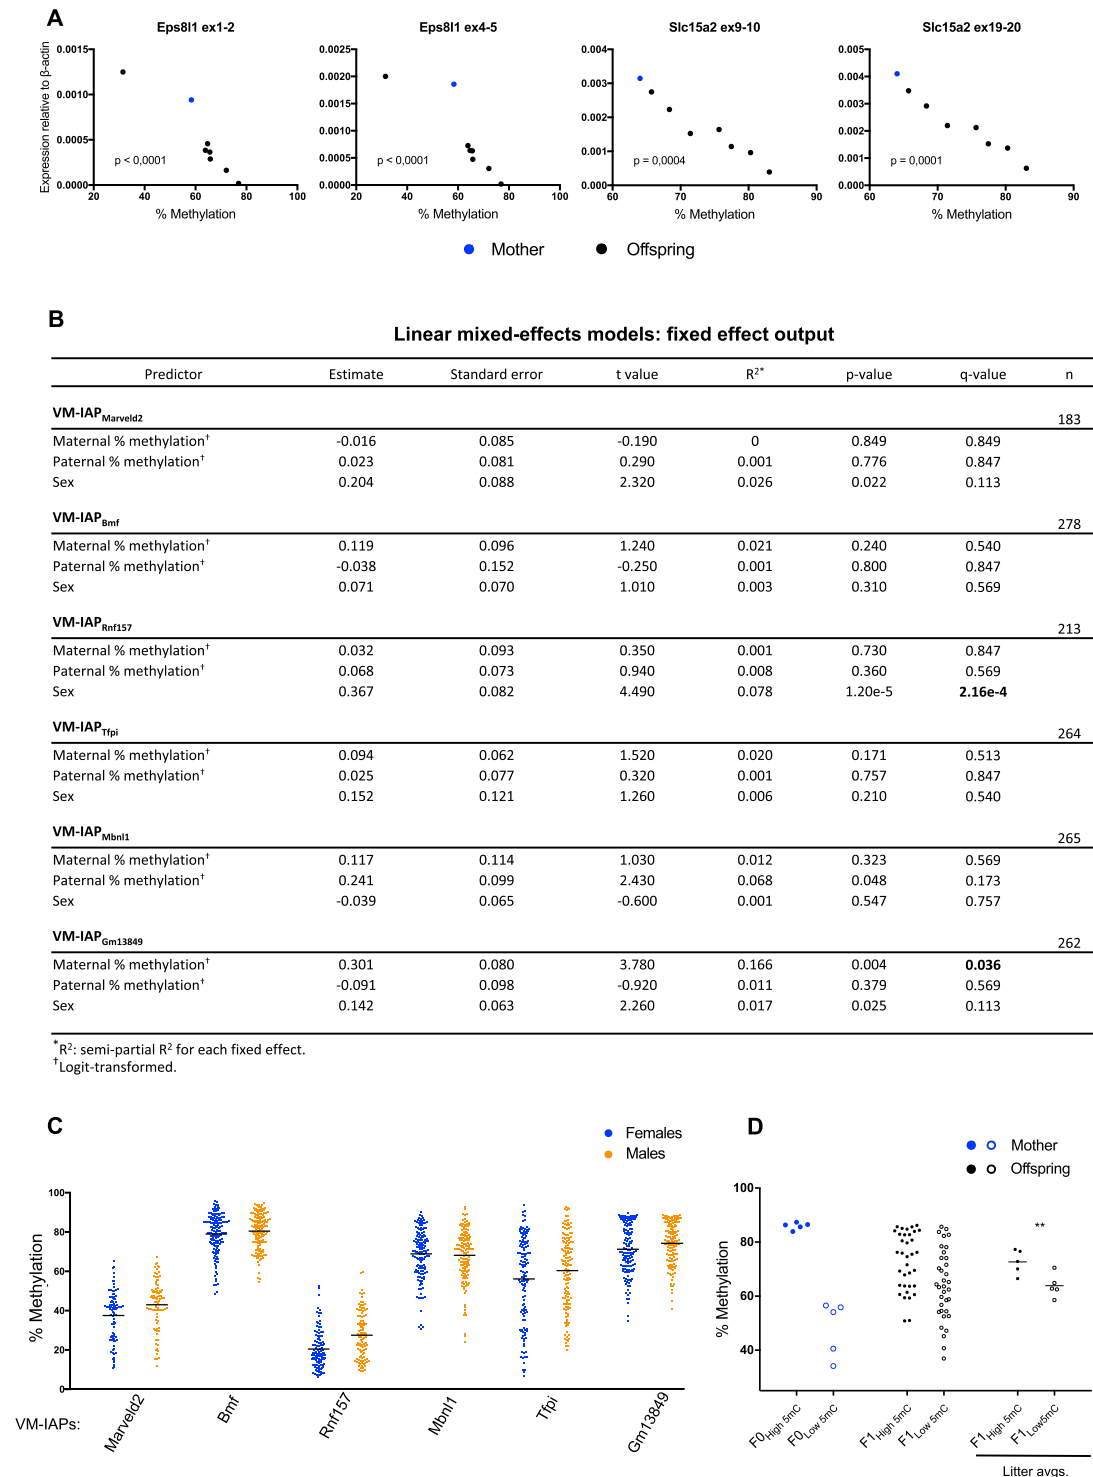 A
Eps8l1 ex1-2
Eps8l1 ex4-5
Slc15a2 ex9-10
Slc15a2 ex19-20
Expression relative to β-actin
0.0015
0.0010
0.0005
0.0000
p < 0,0001
20 40 60 80 100
% Methylation
0.0025
0.0020
0.0015
0.0010
0.0005
0.0000
p < 0,0001
20 40 60 80 100
% Methylation
0.004
0.003
0.002
0.001
0.000
p = 0,0004
60 70 80 90
% Methylation
0.005
0.004
0.003
0.002
0.001
0.000
p = 0,0001
60 70 80 90
% Methylation
Mother Offspring
B
Linear mixed-effects models: fixed effect output
Predictor Estimate Standard error t value R²* p-value q-value n
VM-IAP Marveld2 183
Maternal % methylation† -0.016 0.085 -0.190 0 0.849 0.849
Paternal % methylation† 0.023 0.081 0.290 0.001 0.776 0.847
Sex 0.204 0.088 2.320 0.026 0.022 0.113
VM-IAP Bmf 278
Maternal % methylation† 0.119 0.096 1.240 0.021 0.240 0.540
Paternal % methylation† -0.038 0.152 -0.250 0.001 0.800 0.847
Sex 0.071 0.070 1.010 0.003 0.310 0.569
VM-IAP Rnf157 213
Maternal % methylation† 0.032 0.093 0.350 0.001 0.730 0.847
Paternal % methylation† 0.068 0.073 0.940 0.008 0.360 0.569
Sex 0.367 0.082 4.490 0.078 1.20e-5 2.16e-4
VM-IAP Tfpi 264
Maternal % methylation† 0.094 0.062 1.520 0.020 0.171 0.513
Paternal % methylation† 0.025 0.077 0.320 0.001 0.757 0.847
Sex 0.152 0.121 1.260 0.006 0.210 0.540
VM-IAP Mbnl1 265
Maternal % methylation† 0.117 0.114 1.030 0.012 0.323 0.569
Paternal % methylation† 0.241 0.099 2.430 0.068 0.048 0.173
Sex -0.039 0.065 -0.600 0.001 0.547 0.757
VM-IAP Gm13849 262
Maternal % methylation† 0.301 0.080 3.780 0.166 0.004 0.036
Paternal % methylation† -0.091 0.098 -0.920 0.011 0.379 0.569
Sex 0.142 0.063 2.260 0.017 0.025 0.113
*R²: semi-partial R² for each fixed effect.
†Logit-transformed.
C
Females
Males
% Methylation
100
80
60
40
20
0
VM-IAPs: Marveld2 Bmf Rnf157 Mbnl1 Tfpi Gm13849
D
Mother
Offspring
% Methylation
100
80
60
40
**
F0High 5mC F0Low 5mC F1High 5mC F1Low 5mC F1High 5mC F1Low5mC
Litter avgs.